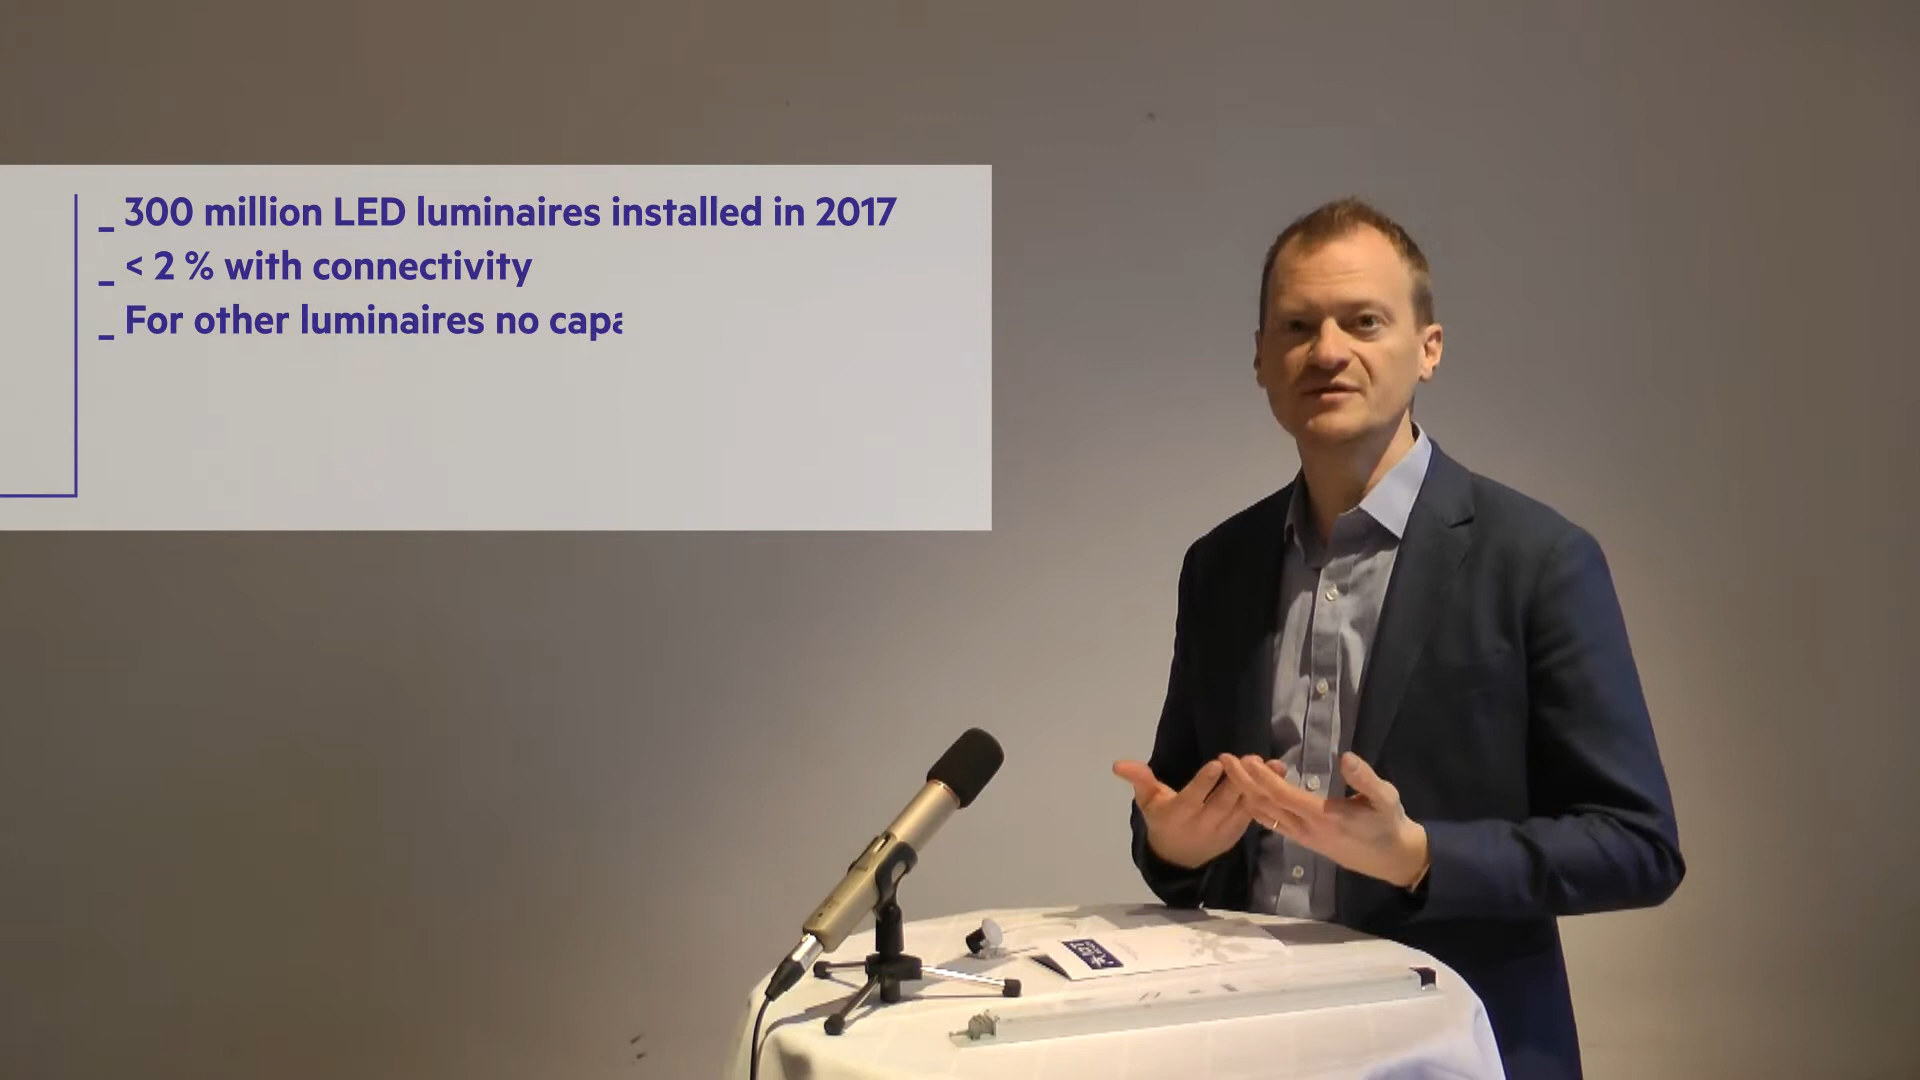 _ 300 million LED luminaires installed in 2017
_ < 2 % with connectivity
_ For other luminaires no capa